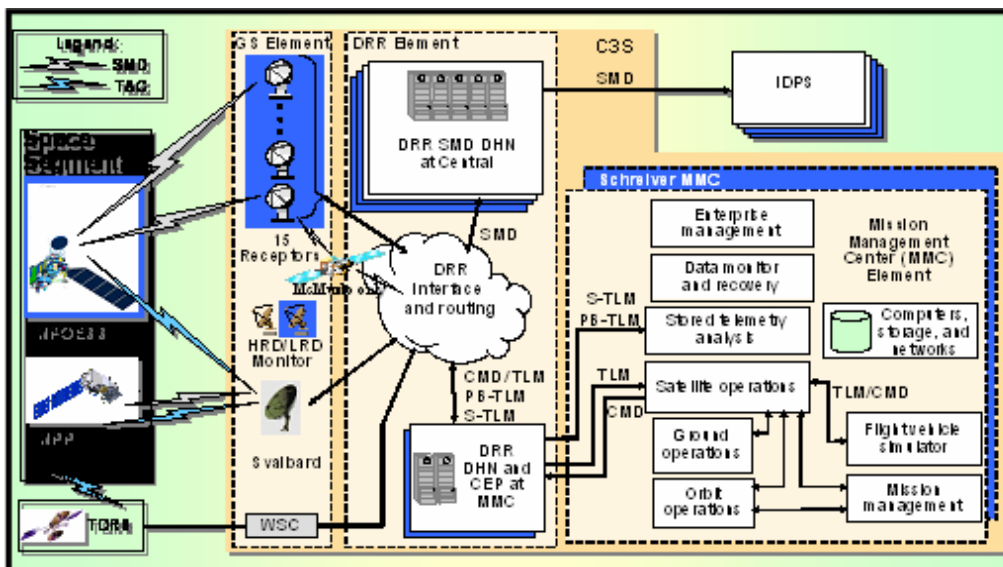 Legend:
SMD
T&C
Space
Segment
NPOESS
NPP
TDRS
GS Element
15
Receptors
McMurdo
HRD/LRD
Monitor
Svalbard
WSC
DRR Element
DRR SMD DHN
at Central
SMD
DRR
Interface
and routing
CMD/TLM
PB-TLM
S-TLM
DRR
DHN and
CEP at
MMC
C3S
SMD
IDPS
Schreiver MMC
Mission
Management
Center (MMC)
Element
Enterprise
management
Data monitor
and recovery
S-TLM
PB-TLM
Stored telemetry
analysis
Computers,
storage, and
networks
TLM
CMD
Satellite operations
TLM/CMD
Ground
operations
Flight vehicle
simulator
Orbit
operations
Mission
management